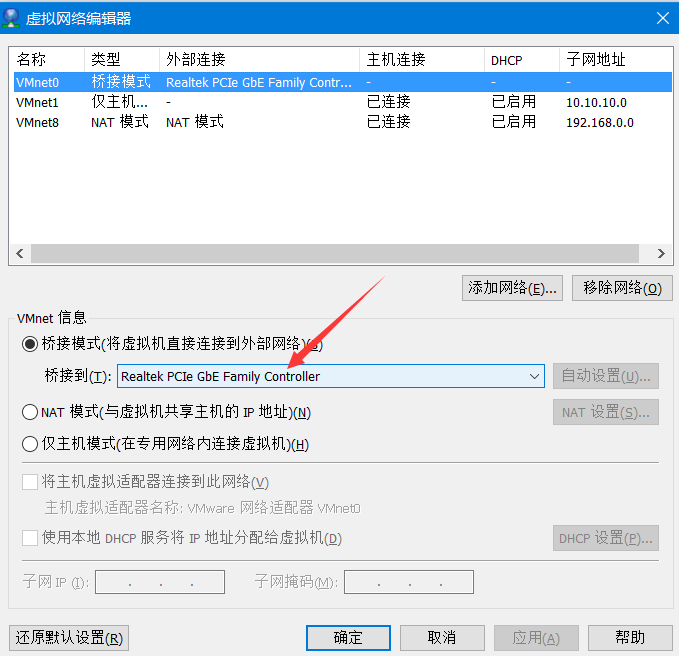 虚拟网络编辑器
名称 类型 外部连接 主机连接 DHCP 子网地址
VMnet0 桥接模式 Realtek PCIe GbE Family Contr... - - -
VMnet1 仅主机... - 已连接 已启用 10.10.10.0
VMnet8 NAT 模式 NAT 模式 已连接 已启用 192.168.0.0
添加网络(E)... 移除网络(O)
VMnet 信息
桥接模式(将虚拟机直接连接到外部网络)(B)
桥接到(T): Realtek PCIe GbE Family Controller 自动设置(U)...
NAT 模式(与虚拟机共享主机的 IP 地址)(N) NAT 设置(S)...
仅主机模式(在专用网络内连接虚拟机)(H)
将主机虚拟适配器连接到此网络(V)
主机虚拟适配器名称: VMware 网络适配器 VMnet0
使用本地 DHCP 服务将 IP 地址分配给虚拟机(D) DHCP 设置(P)...
子网 IP (I): . . . 子网掩码(M): . . .
还原默认设置(R) 确定 取消 应用(A) 帮助